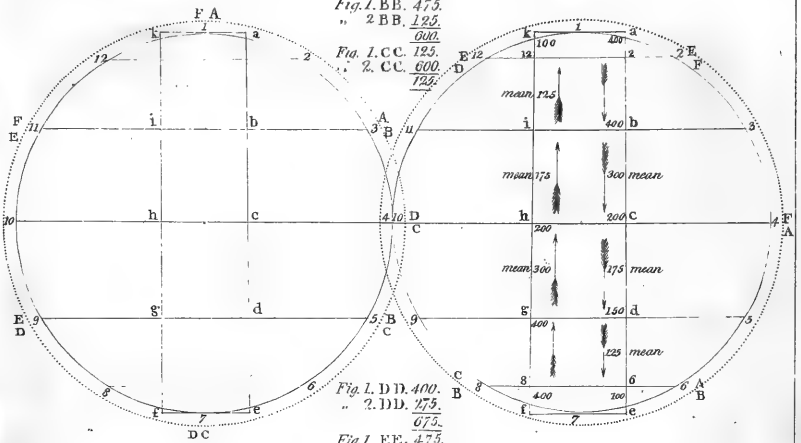 Fig. 1. BB. 475.
„ 2 BB. 125.
600.
Fig. 1. CC. 125.
„ 2. CC. 600.
125.
F A
k 1 a
12 2
F
E 11 i b 3 A
B
10 h c 4 10 D
C
E
D 9 g d 5 B
C
8 6
f 7 e
D C
k 1 a
100 400
E
D 12 12 2 2 E
F
mean 125
11 i 400 b 3
mean 175 300 mean
h 200 c 4 F
A
200
mean 300 175 mean
9 g 150 d 5
400
125 mean
C
B 8 8 6 6 A
B
400 100
f 7 e
Fig. 1. DD. 400.
„ 2. DD. 275.
675.
Fig. 1. EE. 475.